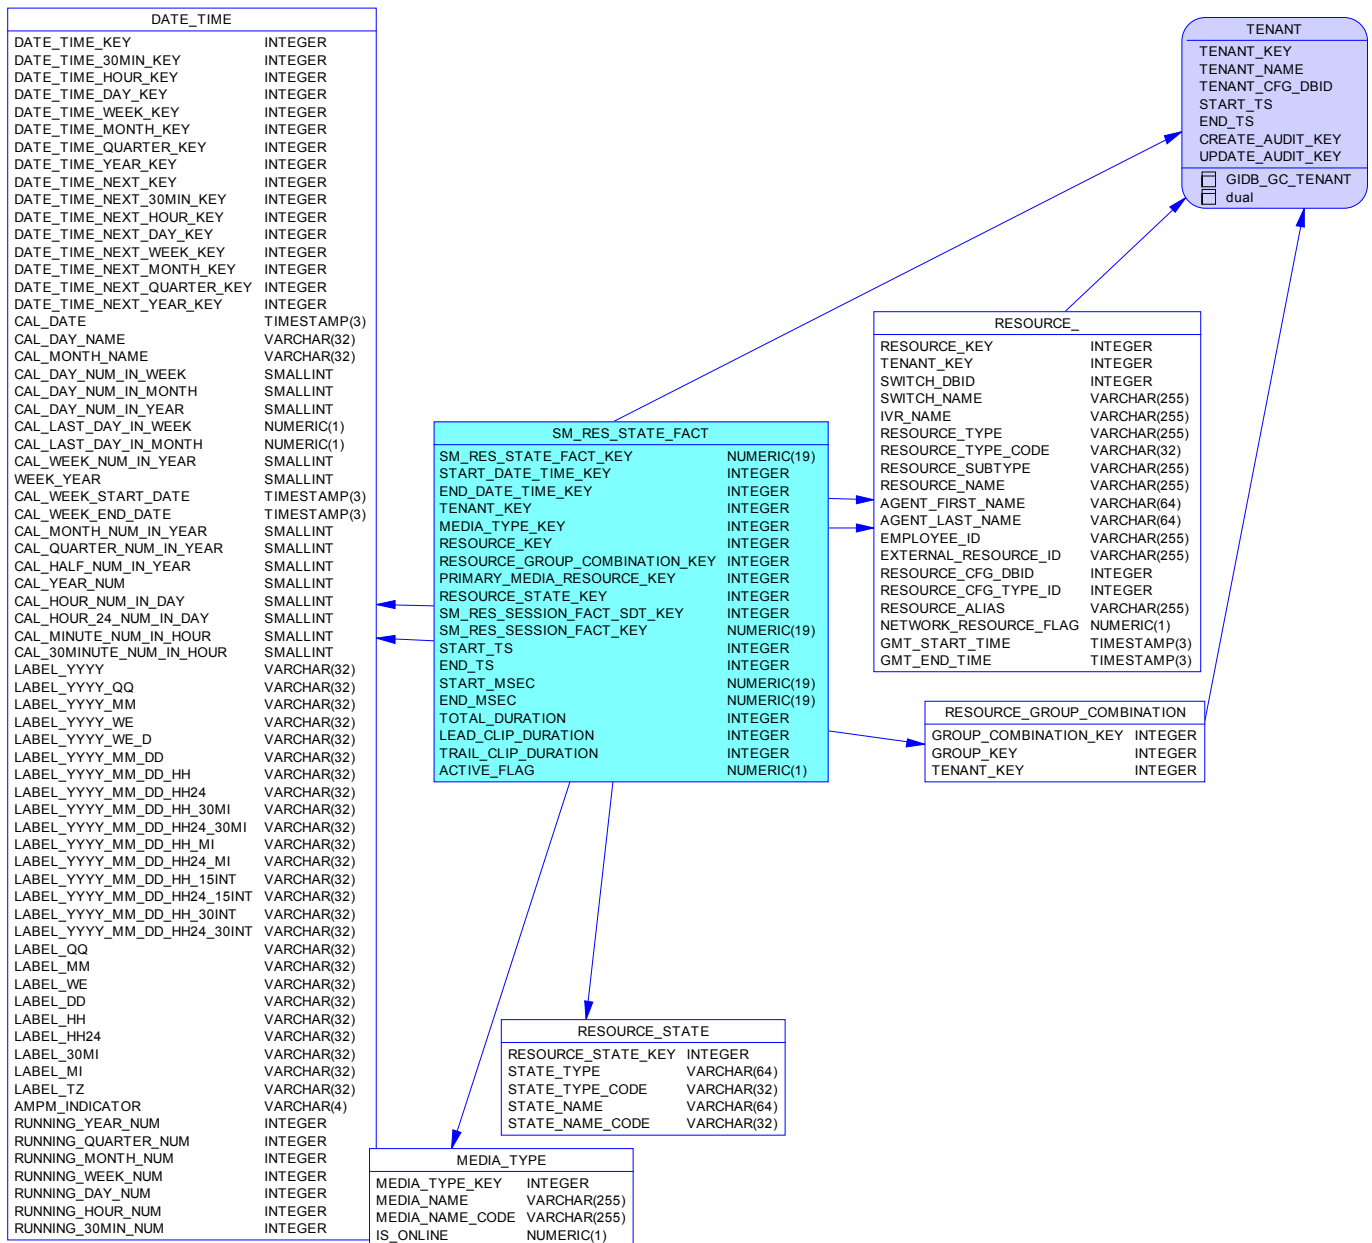 DATE_TIME
DATE_TIME_KEY INTEGER
DATE_TIME_30MIN_KEY INTEGER
DATE_TIME_HOUR_KEY INTEGER
DATE_TIME_DAY_KEY INTEGER
DATE_TIME_WEEK_KEY INTEGER
DATE_TIME_MONTH_KEY INTEGER
DATE_TIME_QUARTER_KEY INTEGER
DATE_TIME_YEAR_KEY INTEGER
DATE_TIME_NEXT_KEY INTEGER
DATE_TIME_NEXT_30MIN_KEY INTEGER
DATE_TIME_NEXT_HOUR_KEY INTEGER
DATE_TIME_NEXT_DAY_KEY INTEGER
DATE_TIME_NEXT_WEEK_KEY INTEGER
DATE_TIME_NEXT_MONTH_KEY INTEGER
DATE_TIME_NEXT_QUARTER_KEY INTEGER
DATE_TIME_NEXT_YEAR_KEY INTEGER
CAL_DATE TIMESTAMP(3)
CAL_DAY_NAME VARCHAR(32)
CAL_MONTH_NAME VARCHAR(32)
CAL_DAY_NUM_IN_WEEK SMALLINT
CAL_DAY_NUM_IN_MONTH SMALLINT
CAL_DAY_NUM_IN_YEAR SMALLINT
CAL_LAST_DAY_IN_WEEK NUMERIC(1)
CAL_LAST_DAY_IN_MONTH NUMERIC(1)
CAL_WEEK_NUM_IN_YEAR SMALLINT
WEEK_YEAR SMALLINT
CAL_WEEK_START_DATE TIMESTAMP(3)
CAL_WEEK_END_DATE TIMESTAMP(3)
CAL_MONTH_NUM_IN_YEAR SMALLINT
CAL_QUARTER_NUM_IN_YEAR SMALLINT
CAL_HALF_NUM_IN_YEAR SMALLINT
CAL_YEAR_NUM SMALLINT
CAL_HOUR_NUM_IN_DAY SMALLINT
CAL_HOUR_24_NUM_IN_DAY SMALLINT
CAL_MINUTE_NUM_IN_HOUR SMALLINT
CAL_30MINUTE_NUM_IN_HOUR SMALLINT
LABEL_YYYY VARCHAR(32)
LABEL_YYYY_QQ VARCHAR(32)
LABEL_YYYY_MM VARCHAR(32)
LABEL_YYYY_WE VARCHAR(32)
LABEL_YYYY_WE_D VARCHAR(32)
LABEL_YYYY_MM_DD VARCHAR(32)
LABEL_YYYY_MM_DD_HH VARCHAR(32)
LABEL_YYYY_MM_DD_HH24 VARCHAR(32)
LABEL_YYYY_MM_DD_HH_30MI VARCHAR(32)
LABEL_YYYY_MM_DD_HH24_30MI VARCHAR(32)
LABEL_YYYY_MM_DD_HH_MI VARCHAR(32)
LABEL_YYYY_MM_DD_HH24_MI VARCHAR(32)
LABEL_YYYY_MM_DD_HH_15INT VARCHAR(32)
LABEL_YYYY_MM_DD_HH24_15INT VARCHAR(32)
LABEL_YYYY_MM_DD_HH_30INT VARCHAR(32)
LABEL_YYYY_MM_DD_HH24_30INT VARCHAR(32)
LABEL_QQ VARCHAR(32)
LABEL_MM VARCHAR(32)
LABEL_WE VARCHAR(32)
LABEL_DD VARCHAR(32)
LABEL_HH VARCHAR(32)
LABEL_HH24 VARCHAR(32)
LABEL_30MI VARCHAR(32)
LABEL_MI VARCHAR(32)
LABEL_TZ VARCHAR(32)
AMPM_INDICATOR VARCHAR(4)
RUNNING_YEAR_NUM INTEGER
RUNNING_QUARTER_NUM INTEGER
RUNNING_MONTH_NUM INTEGER
RUNNING_WEEK_NUM INTEGER
RUNNING_DAY_NUM INTEGER
RUNNING_HOUR_NUM INTEGER
RUNNING_30MIN_NUM INTEGER
SM_RES_STATE_FACT
SM_RES_STATE_FACT_KEY NUMERIC(19)
START_DATE_TIME_KEY INTEGER
END_DATE_TIME_KEY INTEGER
TENANT_KEY INTEGER
MEDIA_TYPE_KEY INTEGER
RESOURCE_KEY INTEGER
RESOURCE_GROUP_COMBINATION_KEY INTEGER
PRIMARY_MEDIA_RESOURCE_KEY INTEGER
RESOURCE_STATE_KEY INTEGER
SM_RES_SESSION_FACT_SDT_KEY INTEGER
SM_RES_SESSION_FACT_KEY NUMERIC(19)
START_TS INTEGER
END_TS INTEGER
START_MSEC NUMERIC(19)
END_MSEC NUMERIC(19)
TOTAL_DURATION INTEGER
LEAD_CLIP_DURATION INTEGER
TRAIL_CLIP_DURATION INTEGER
ACTIVE_FLAG NUMERIC(1)
TENANT
TENANT_KEY
TENANT_NAME
TENANT_CFG_DBID
START_TS
END_TS
CREATE_AUDIT_KEY
UPDATE_AUDIT_KEY
GIDB_GC_TENANT
dual
RESOURCE_
RESOURCE_KEY INTEGER
TENANT_KEY INTEGER
SWITCH_DBID INTEGER
SWITCH_NAME VARCHAR(255)
IVR_NAME VARCHAR(255)
RESOURCE_TYPE VARCHAR(255)
RESOURCE_TYPE_CODE VARCHAR(32)
RESOURCE_SUBTYPE VARCHAR(255)
RESOURCE_NAME VARCHAR(255)
AGENT_FIRST_NAME VARCHAR(64)
AGENT_LAST_NAME VARCHAR(64)
EMPLOYEE_ID VARCHAR(255)
EXTERNAL_RESOURCE_ID VARCHAR(255)
RESOURCE_CFG_DBID INTEGER
RESOURCE_CFG_TYPE_ID INTEGER
RESOURCE_ALIAS VARCHAR(255)
NETWORK_RESOURCE_FLAG NUMERIC(1)
GMT_START_TIME TIMESTAMP(3)
GMT_END_TIME TIMESTAMP(3)
RESOURCE_GROUP_COMBINATION
GROUP_COMBINATION_KEY INTEGER
GROUP_KEY INTEGER
TENANT_KEY INTEGER
RESOURCE_STATE
RESOURCE_STATE_KEY INTEGER
STATE_TYPE VARCHAR(64)
STATE_TYPE_CODE VARCHAR(32)
STATE_NAME VARCHAR(64)
STATE_NAME_CODE VARCHAR(32)
MEDIA_TYPE
MEDIA_TYPE_KEY INTEGER
MEDIA_NAME VARCHAR(255)
MEDIA_NAME_CODE VARCHAR(255)
IS_ONLINE NUMERIC(1)